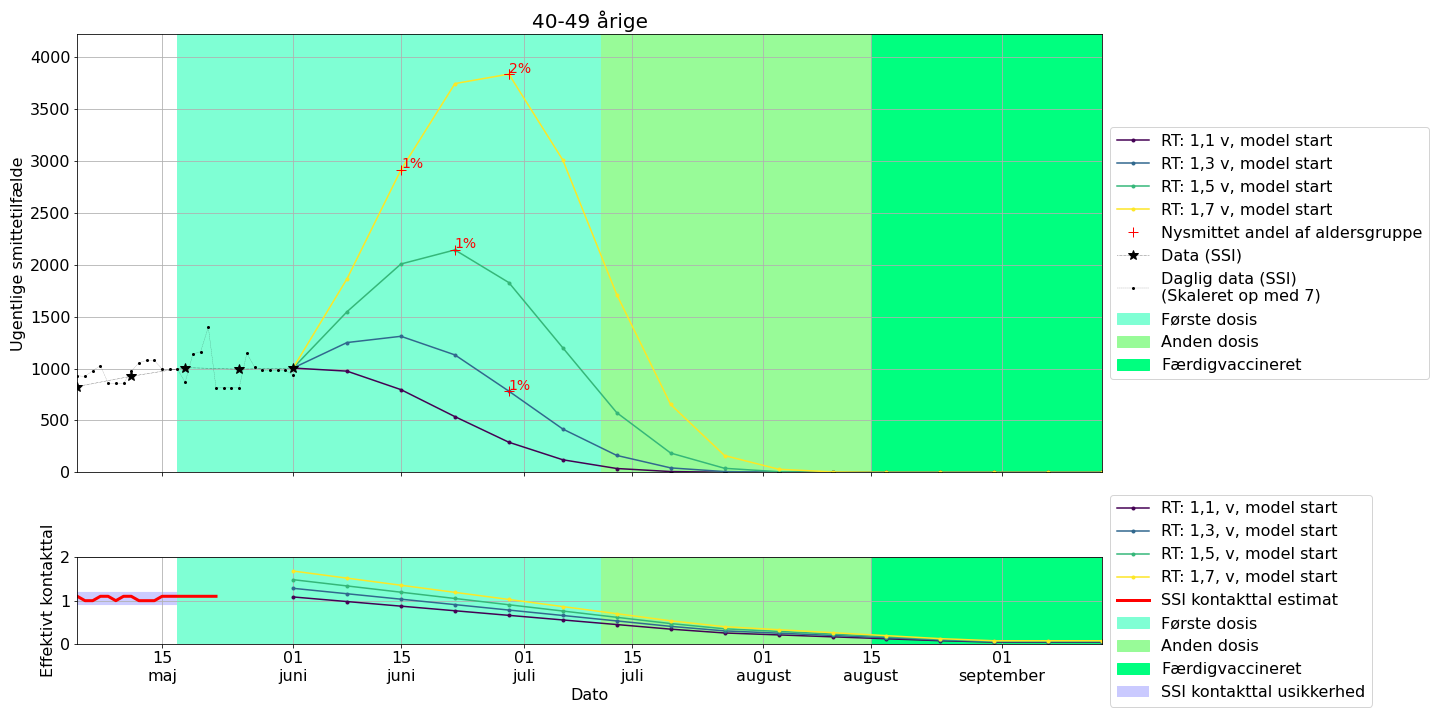 40-49 årige
4000
3500
3000
2500
2000
1500
1000
500
0
Ugentlige smittetilfælde
2%
1%
1%
1%
RT: 1,1 v, model start
RT: 1,3 v, model start
RT: 1,5 v, model start
RT: 1,7 v, model start
Nysmittet andel af aldersgruppe
Data (SSI)
Daglig data (SSI)
(Skaleret op med 7)
Første dosis
Anden dosis
Færdigvaccineret
2
1
0
Effektivt kontakttal
15 01 15 01 15 01 15 01
maj juni juni juli juli august august september
Dato
RT: 1,1, v, model start
RT: 1,3, v, model start
RT: 1,5, v, model start
RT: 1,7, v, model start
SSI kontakttal estimat
Første dosis
Anden dosis
Færdigvaccineret
SSI kontakttal usikkerhed